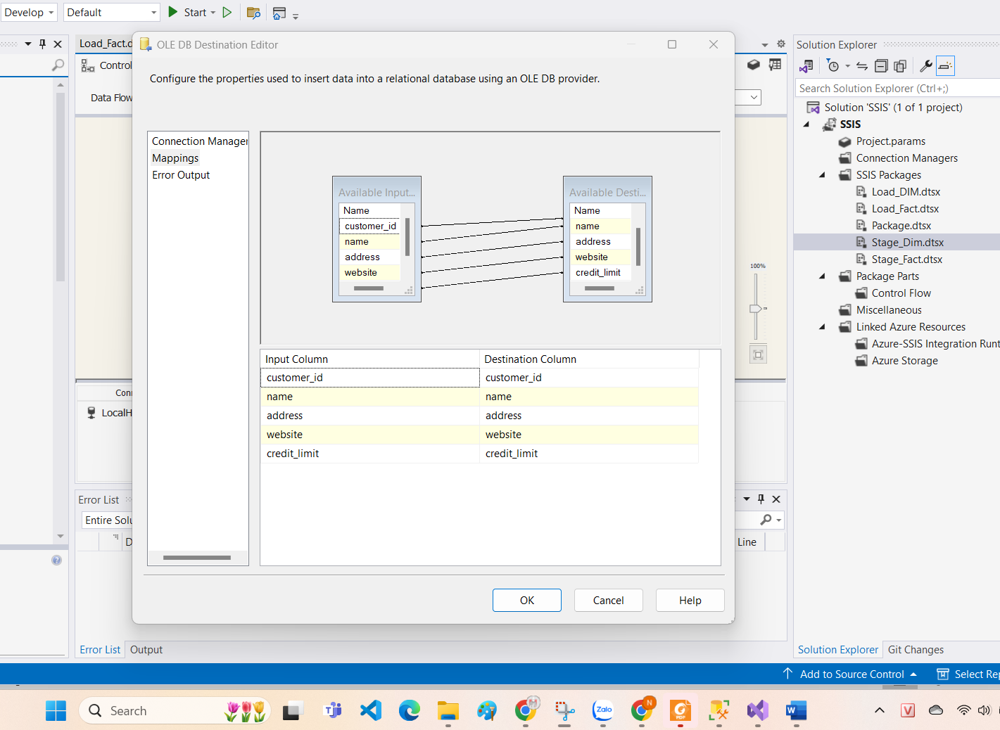 Develop
Default
Start
Load_Fact.d
Control
Data Flow
OLE DB Destination Editor
Configure the properties used to insert data into a relational database using an OLE DB provider.
Connection Manager
Mappings
Error Output
Available Input...
Name
customer_id
name
address
website
Available Desti...
Name
name
address
website
credit_limit
Input Column
Destination Column
customer_id
customer_id
name
name
address
address
website
website
credit_limit
credit_limit
OK
Cancel
Help
100%
Conn
LocalH
Error List
Entire Solu
D
Line
Error List
Output
Solution Explorer
Search Solution Explorer (Ctrl+;)
Solution 'SSIS' (1 of 1 project)
SSIS
Project.params
Connection Managers
SSIS Packages
Load_DIM.dtsx
Load_Fact.dtsx
Package.dtsx
Stage_Dim.dtsx
Stage_Fact.dtsx
Package Parts
Control Flow
Miscellaneous
Linked Azure Resources
Azure-SSIS Integration Runt
Azure Storage
Solution Explorer
Git Changes
Add to Source Control
Select Rep
Search
Zalo
N
PDF
W
V